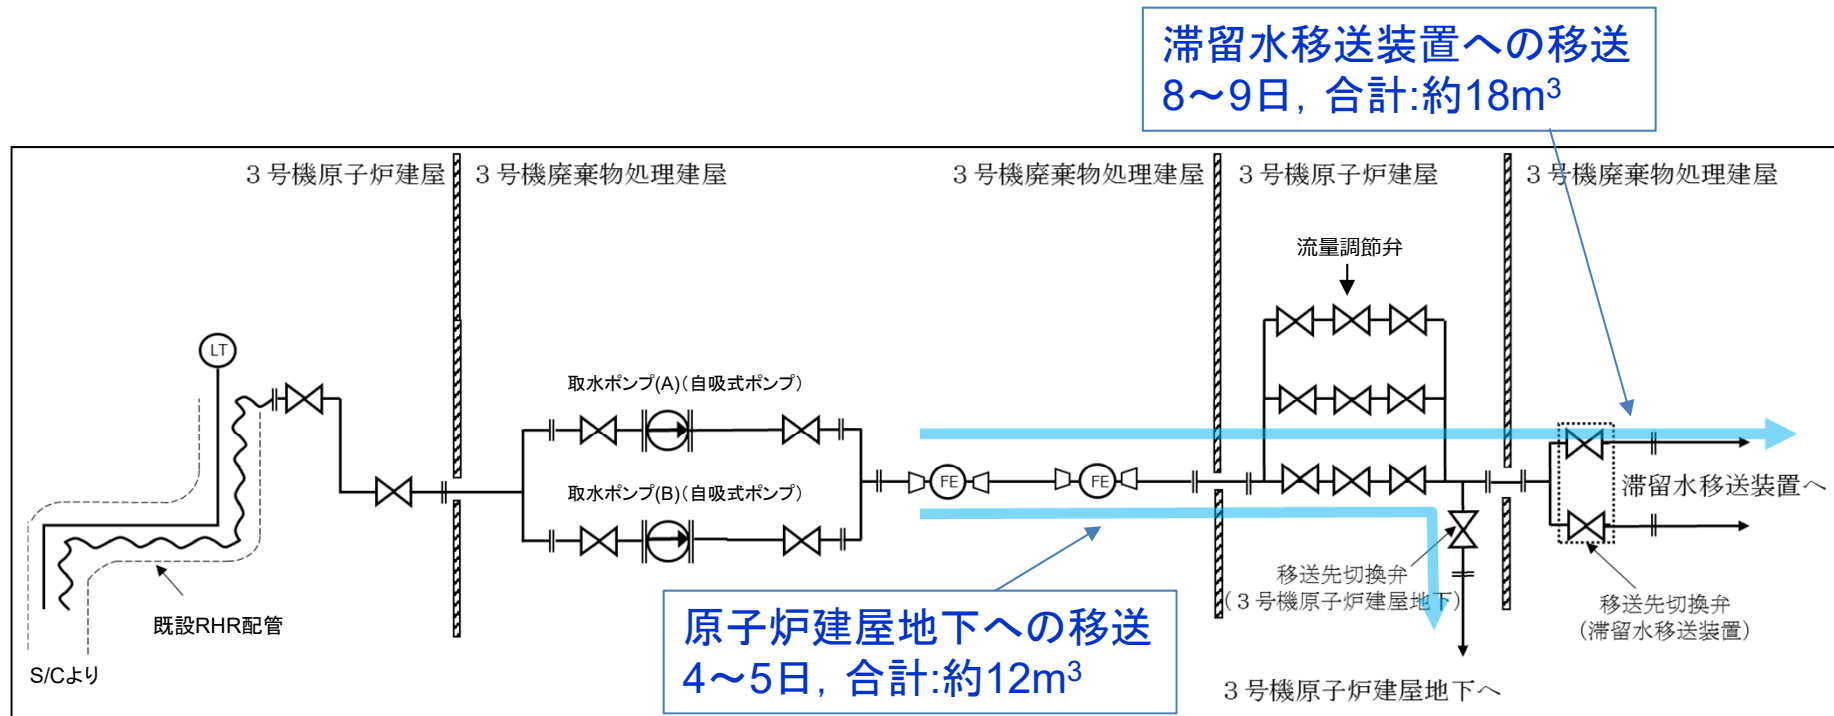 滞留水移送装置への移送
8～9日, 合計:約18m³
３号機原子炉建屋
３号機廃棄物処理建屋
３号機廃棄物処理建屋
３号機原子炉建屋
３号機廃棄物処理建屋
流量調節弁
LT
取水ポンプ(A)(自吸式ポンプ)
取水ポンプ(B)(自吸式ポンプ)
FE
FE
滞留水移送装置へ
移送先切換弁
(３号機原子炉建屋地下)
移送先切換弁
(滞留水移送装置)
既設RHR配管
S/Cより
原子炉建屋地下への移送
4～5日, 合計:約12m³
３号機原子炉建屋地下へ